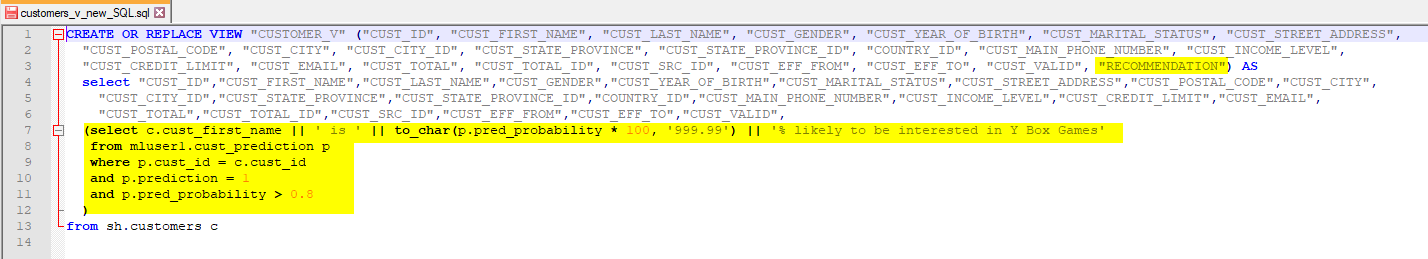 customers_v_new_SQL.sql
1 CREATE OR REPLACE VIEW "CUSTOMER_V" ("CUST_ID", "CUST_FIRST_NAME", "CUST_LAST_NAME", "CUST_GENDER", "CUST_YEAR_OF_BIRTH", "CUST_MARITAL_STATUS", "CUST_STREET_ADDRESS",
2 "CUST_POSTAL_CODE", "CUST_CITY", "CUST_CITY_ID", "CUST_STATE_PROVINCE", "CUST_STATE_PROVINCE_ID", "COUNTRY_ID", "CUST_MAIN_PHONE_NUMBER", "CUST_INCOME_LEVEL",
3 "CUST_CREDIT_LIMIT", "CUST_EMAIL", "CUST_TOTAL", "CUST_TOTAL_ID", "CUST_SRC_ID", "CUST_EFF_FROM", "CUST_EFF_TO", "CUST_VALID", "RECOMMENDATION") AS
4 select "CUST_ID","CUST_FIRST_NAME","CUST_LAST_NAME","CUST_GENDER","CUST_YEAR_OF_BIRTH","CUST_MARITAL_STATUS","CUST_STREET_ADDRESS","CUST_POSTAL_CODE","CUST_CITY",
5 "CUST_CITY_ID","CUST_STATE_PROVINCE","CUST_STATE_PROVINCE_ID","COUNTRY_ID","CUST_MAIN_PHONE_NUMBER","CUST_INCOME_LEVEL","CUST_CREDIT_LIMIT","CUST_EMAIL",
6 "CUST_TOTAL","CUST_TOTAL_ID","CUST_SRC_ID","CUST_EFF_FROM","CUST_EFF_TO","CUST_VALID",
7 (select c.cust_first_name || ' is ' || to_char(p.pred_probability * 100, '999.99') || '% likely to be interested in Y Box Games'
8 from mluser1.cust_prediction p
9 where p.cust_id = c.cust_id
10 and p.prediction = 1
11 and p.pred_probability > 0.8
12 )
13 from sh.customers c
14